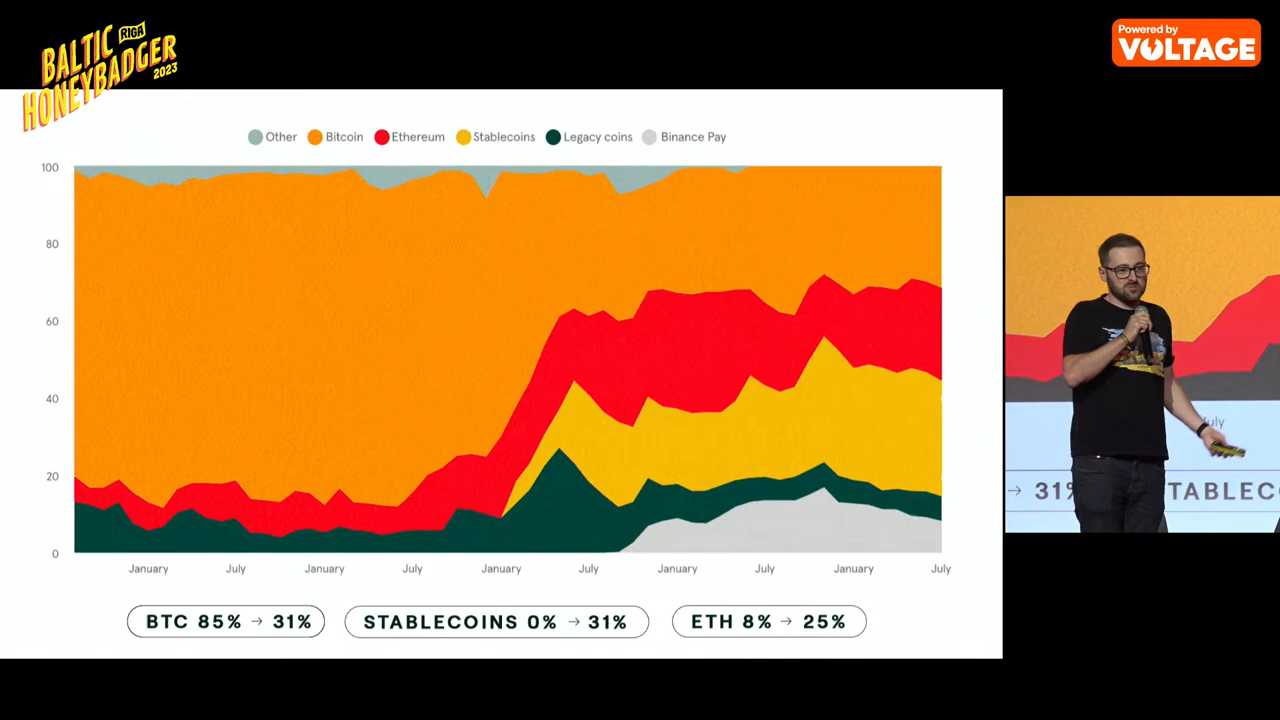 BALTIC
RIGA
HONEYBADGER
2023
Powered by
VOLTAGE
Other Bitcoin Ethereum Stablecoins Legacy coins Binance Pay
100
80
60
40
20
0
January July January July January July January July January July
BTC 85% → 31%
STABLECOINS 0% → 31%
ETH 8% → 25%
July
→ 31%
TABLECO